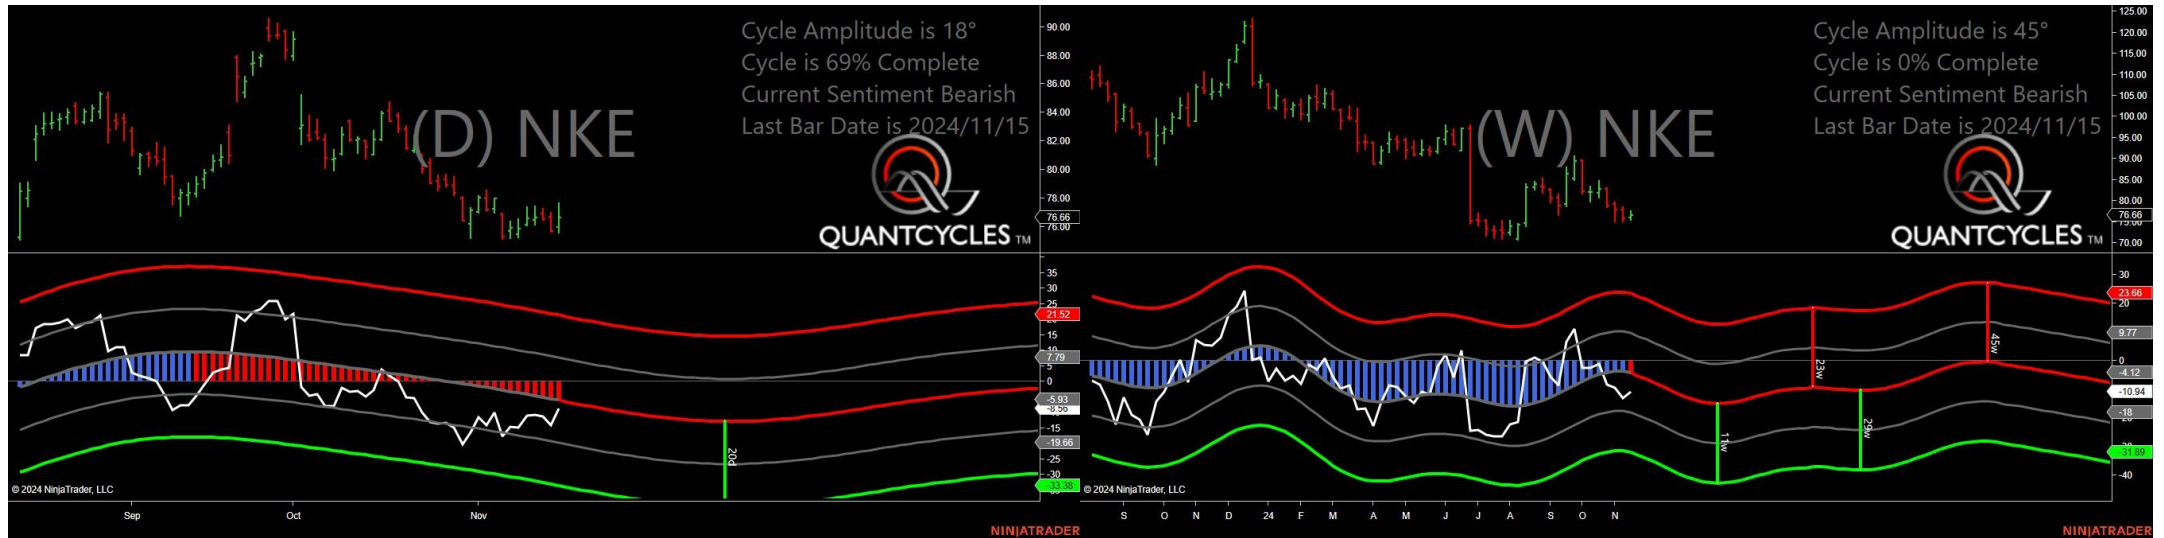 Cycle Amplitude is 18°
Cycle is 69% Complete
Current Sentiment Bearish
Last Bar Date is 2024/11/15
(D) NKE
QUANTCYCLES TM
90.00
88.00
86.00
84.00
82.00
80.00
78.00
76.66
76.00
35
30
25
21.52
15
10
7.79
5
0
-5.93
-8.56
-15
-19.66
-25
-30
-33.38
20d
© 2024 NinjaTrader, LLC
Sep Oct Nov
NINJATRADER
Cycle Amplitude is 45°
Cycle is 0% Complete
Current Sentiment Bearish
Last Bar Date is 2024/11/15
(W) NKE
QUANTCYCLES TM
125.00
120.00
115.00
110.00
105.00
100.00
95.00
90.00
85.00
80.00
76.66
70.00
30
23.66
20
9.77
0
-4.12
-10.94
-18
-31.89
-40
11w
23w
29w
45w
© 2024 NinjaTrader, LLC
S O N D 24 F M A M J J A S O N
NINJATRADER